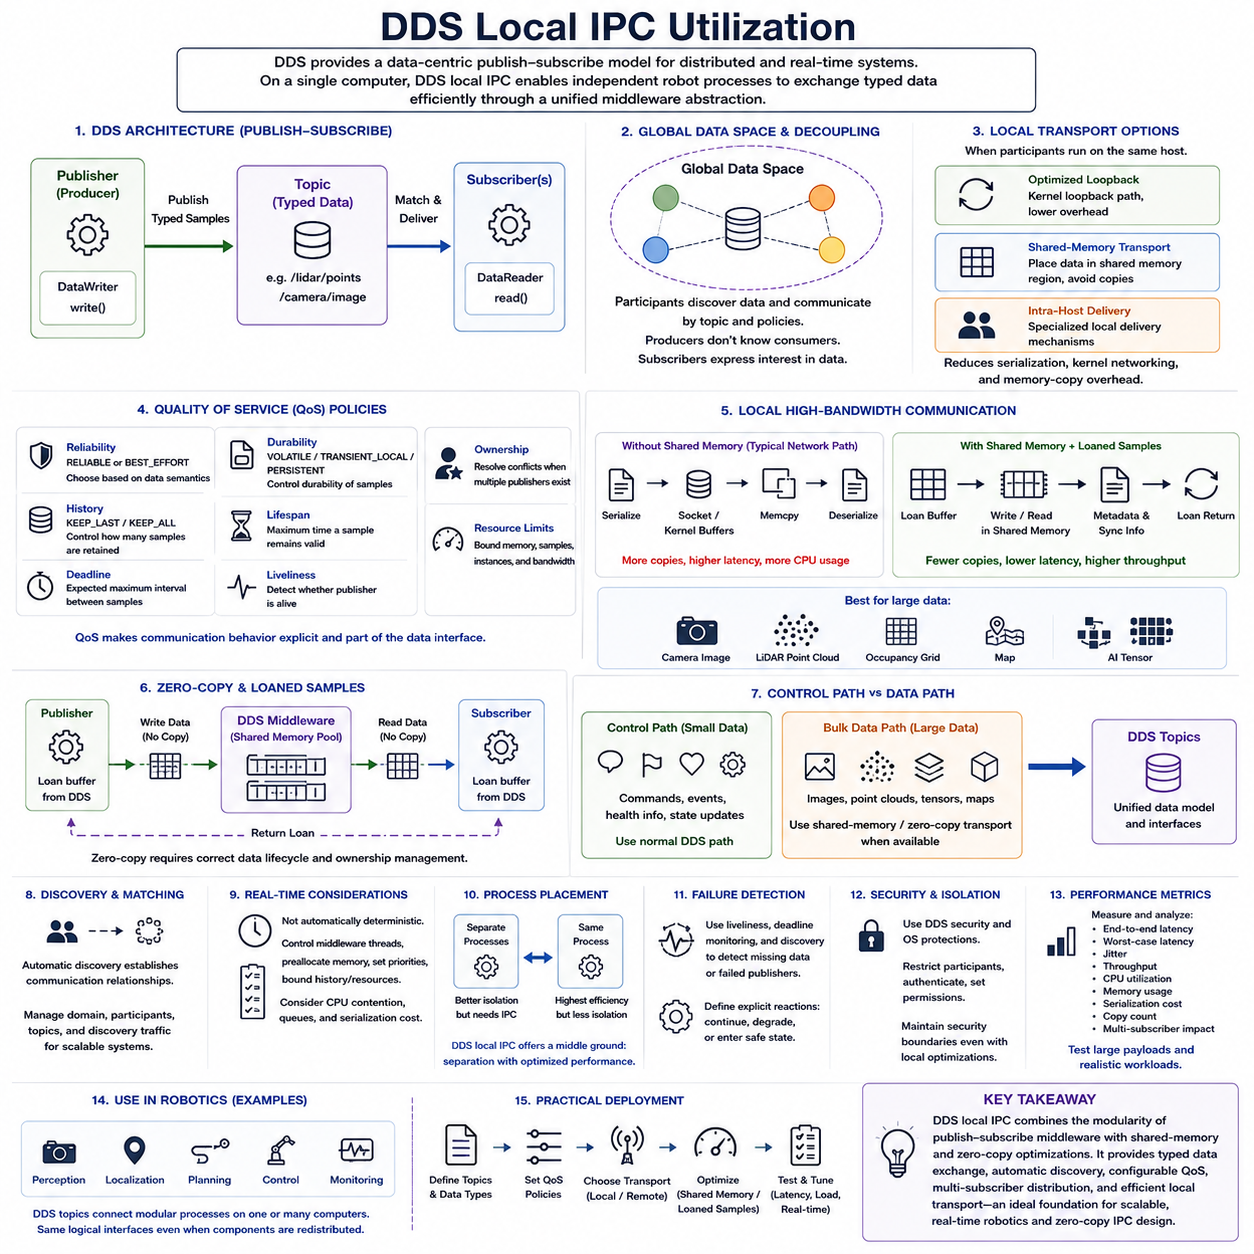 DDS Local IPC Utilization
DDS provides a data-centric publish–subscribe model for distributed and real-time systems.
On a single computer, DDS local IPC enables independent robot processes to exchange typed data
efficiently through a unified middleware abstraction.
1. DDS ARCHITECTURE (PUBLISH–SUBSCRIBE)
Publisher
(Producer)
DataWriter
write()
Publish
Typed Samples
Topic
(Typed Data)
e.g. /lidar/points
/camera/image
Match &
Deliver
Subscriber(s)
DataReader
read()
2. GLOBAL DATA SPACE & DECOUPLING
Global Data Space
Participants discover data and communicate
by topic and policies.
Producers don't know consumers.
Subscribers express interest in data.
3. LOCAL TRANSPORT OPTIONS
When participants run on the same host.
Optimized Loopback
Kernel loopback path,
lower overhead
Shared-Memory Transport
Place data in shared memory
region, avoid copies
Intra-Host Delivery
Specialized local delivery
mechanisms
Reduces serialization, kernel networking,
and memory-copy overhead.
4. QUALITY OF SERVICE (QoS) POLICIES
Reliability
RELIABLE or BEST_EFFORT
Choose based on data semantics
History
KEEP_LAST / KEEP_ALL
Control how many samples
are retained
Deadline
Expected maximum interval
between samples
Durability
VOLATILE / TRANSIENT_LOCAL /
PERSISTENT
Control durability of samples
Lifespan
Maximum time a sample
remains valid
Liveliness
Detect whether publisher
is alive
Ownership
Resolve conflicts when
multiple publishers exist
Resource Limits
Bound memory, samples,
instances, and bandwidth
QoS makes communication behavior explicit and part of the data interface.
5. LOCAL HIGH-BANDWIDTH COMMUNICATION
Without Shared Memory (Typical Network Path)
Serialize
Socket /
Kernel Buffers
Memcpy
Deserialize
More copies, higher latency, more CPU usage
With Shared Memory + Loaned Samples
Loan Buffer
Write / Read
in Shared Memory
Metadata &
Sync Info
Loan Return
Fewer copies, lower latency, higher throughput
Best for large data:
Camera Image
LiDAR Point Cloud
Occupancy Grid
Map
AI Tensor
6. ZERO-COPY & LOANED SAMPLES
Publisher
Loan buffer
from DDS
Write Data
(No Copy)
DDS Middleware
(Shared Memory Pool)
Read Data
(No Copy)
Subscriber
Loan buffer
from DDS
Return Loan
Zero-copy requires correct data lifecycle and ownership management.
7. CONTROL PATH vs DATA PATH
Control Path (Small Data)
Commands, events,
health info, state updates
Use normal DDS path
Bulk Data Path (Large Data)
Images, point clouds, tensors, maps
Use shared-memory / zero-copy transport
when available
DDS Topics
Unified data model
and interfaces
8. DISCOVERY & MATCHING
Automatic discovery establishes
communication relationships.
Manage domain, participants,
topics, and discovery traffic
for scalable systems.
9. REAL-TIME CONSIDERATIONS
Not automatically deterministic.
Control middleware threads,
preallocate memory, set priorities,
bound history/resources.
Consider CPU contention,
queues, and serialization cost.
10. PROCESS PLACEMENT
Separate
Processes
Same
Process
Better isolation
but needs IPC
Highest efficiency
but less isolation
DDS local IPC offers a middle ground:
separation with optimized performance.
11. FAILURE DETECTION
Use liveliness, deadline
monitoring, and discovery
to detect missing data
or failed publishers.
Define explicit reactions:
continue, degrade,
or enter safe state.
12. SECURITY & ISOLATION
Use DDS security and
OS protections.
Restrict participants,
authenticate, set
permissions.
Maintain security
boundaries even with
local optimizations.
13. PERFORMANCE METRICS
Measure and analyze:
• End-to-end latency
• Worst-case latency
• Jitter
• Throughput
• CPU utilization
• Memory usage
• Serialization cost
• Copy count
• Multi-subscriber impact
Test large payloads and
realistic workloads.
14. USE IN ROBOTICS (EXAMPLES)
Perception
Localization
Planning
Control
Monitoring
DDS topics connect modular processes on one or many computers.
Same logical interfaces even when components are redistributed.
15. PRACTICAL DEPLOYMENT
Define Topics
& Data Types
Set QoS
Policies
Choose Transport
(Local / Remote)
Optimize
(Shared Memory /
Loaned Samples)
Test & Tune
(Latency, Load,
Real-time)
KEY TAKEAWAY
DDS local IPC combines the modularity of
publish–subscribe middleware with shared-memory
and zero-copy optimizations. It provides typed data
exchange, automatic discovery, configurable QoS,
multi-subscriber distribution, and efficient local
transport—an ideal foundation for scalable,
real-time robotics and zero-copy IPC design.